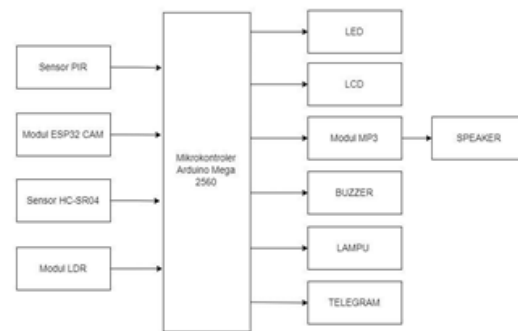 Sensor PIR
Modul ESP32 CAM
Sensor HC-SR04
Modul LDR
Mikrokontroler
Arduino Mega
2560
LED
LCD
Modul MP3
SPEAKER
BUZZER
LAMPU
TELEGRAM